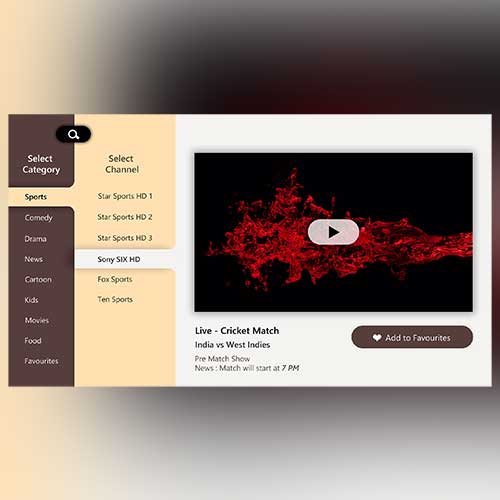 Select
Category
Sports
Comedy
Drama
News
Cartoon
Kids
Movies
Food
Favourites
Select
Channel
Star Sports HD 1
Star Sports HD 2
Star Sports HD 3
Sony SIX HD
Fox Sports
Ten Sports
Live - Cricket Match
India vs West Indies
Pre Match Show
News : Match will start at 7 PM
Add to Favourites